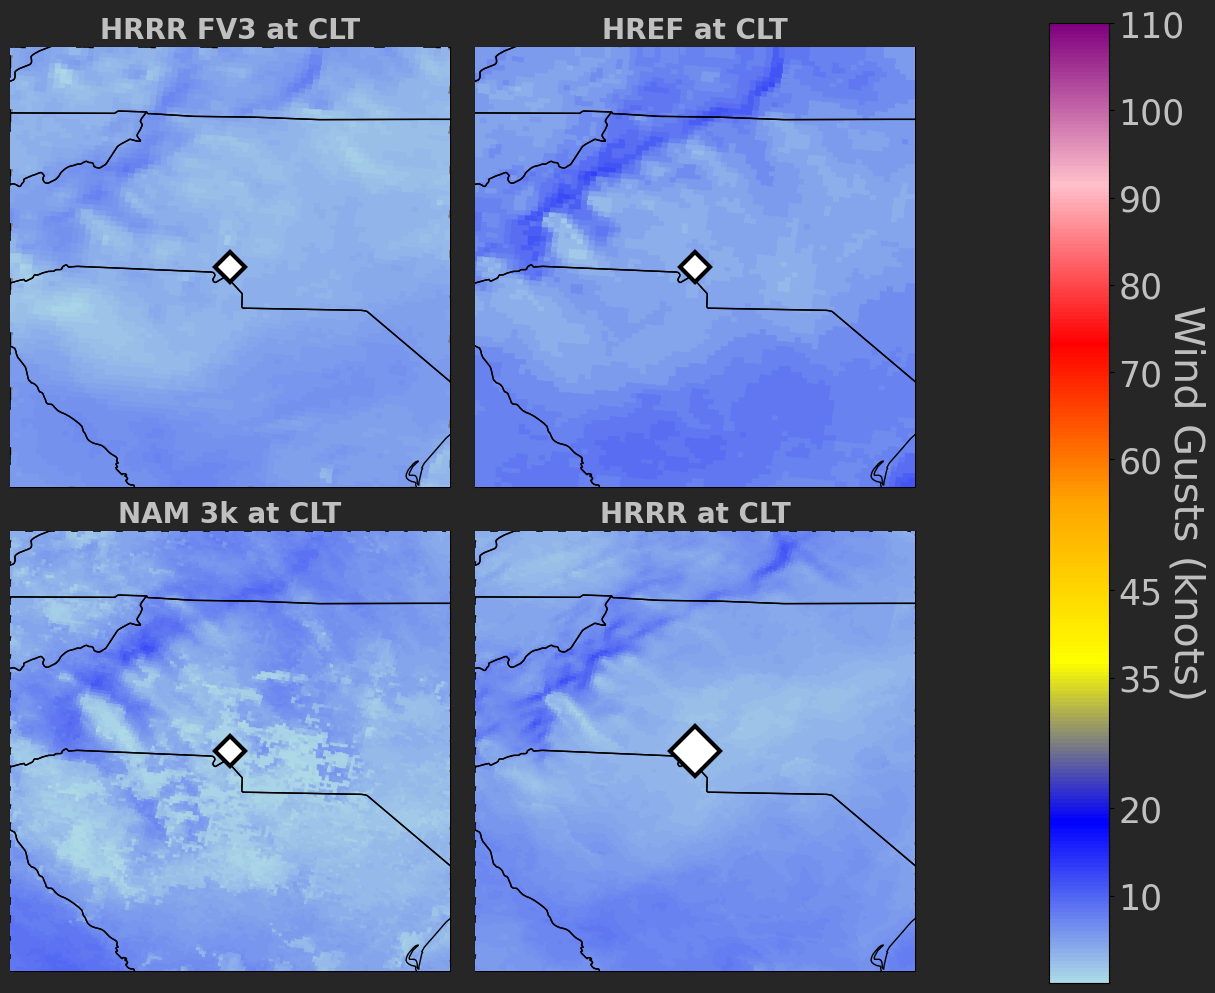 HRRR FV3 at CLT
HREF at CLT
NAM 3k at CLT
HRRR at CLT
110
100
90
80
70
60
45
35
20
10
Wind Gusts (knots)